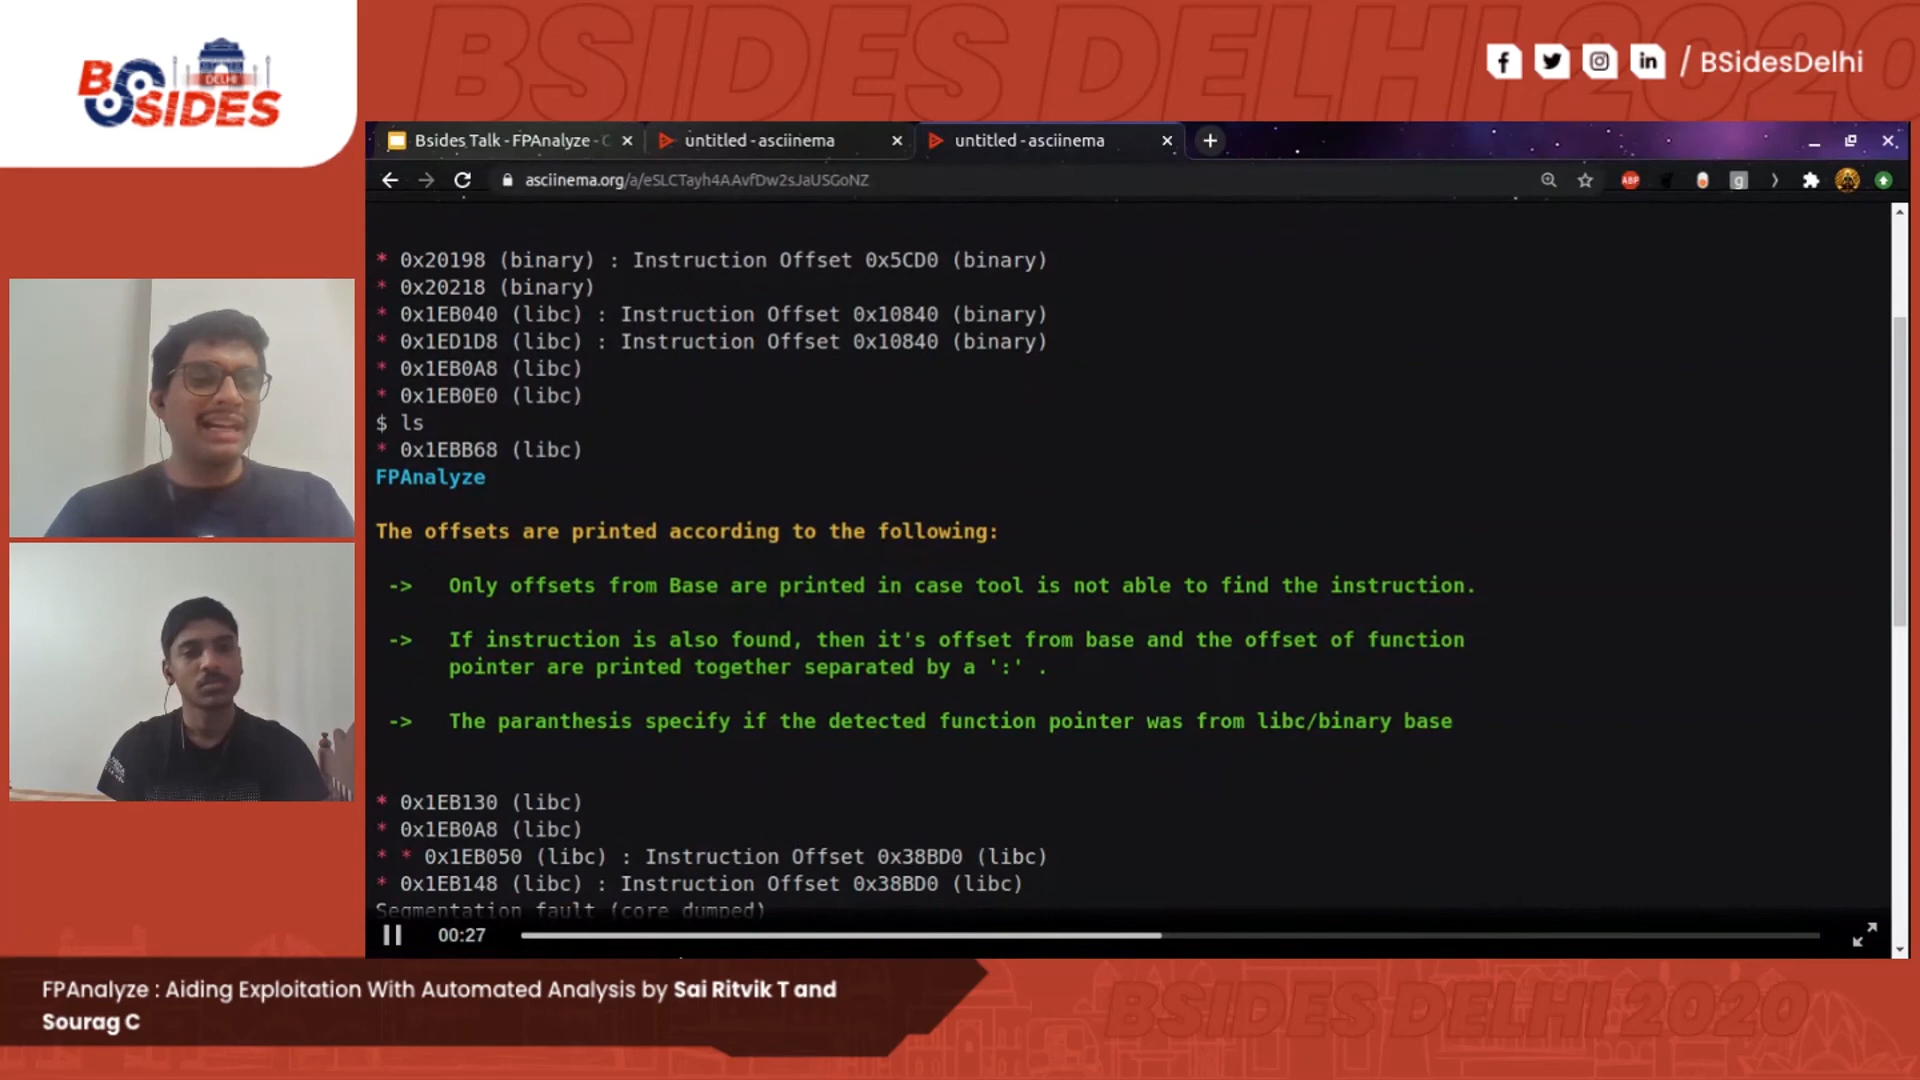 BSIDES DELHI 2020
BSIDES
DELHI
/ BSidesDelhi
Bsides Talk - FPAnalyze - G
untitled - asciinema
untitled - asciinema
asciinema.org/a/eSLCTayh4AAvfDw2sJaUSGoNZ
ABP
g
* 0x20198 (binary) : Instruction Offset 0x5CD0 (binary)
* 0x20218 (binary)
* 0x1EB040 (libc) : Instruction Offset 0x10840 (binary)
* 0x1ED1D8 (libc) : Instruction Offset 0x10840 (binary)
* 0x1EB0A8 (libc)
* 0x1EB0E0 (libc)
$ ls
* 0x1EBB68 (libc)
FPAnalyze
The offsets are printed according to the following:
-> Only offsets from Base are printed in case tool is not able to find the instruction.
-> If instruction is also found, then it's offset from base and the offset of function
pointer are printed together separated by a ':' .
-> The paranthesis specify if the detected function pointer was from libc/binary base
* 0x1EB130 (libc)
* 0x1EB0A8 (libc)
* * 0x1EB050 (libc) : Instruction Offset 0x38BD0 (libc)
* 0x1EB148 (libc) : Instruction Offset 0x38BD0 (libc)
Segmentation fault (core dumped)
00:27
FPAnalyze : Aiding Exploitation With Automated Analysis by Sai Ritvik T and
Sourag C
BSIDES DELHI 2020